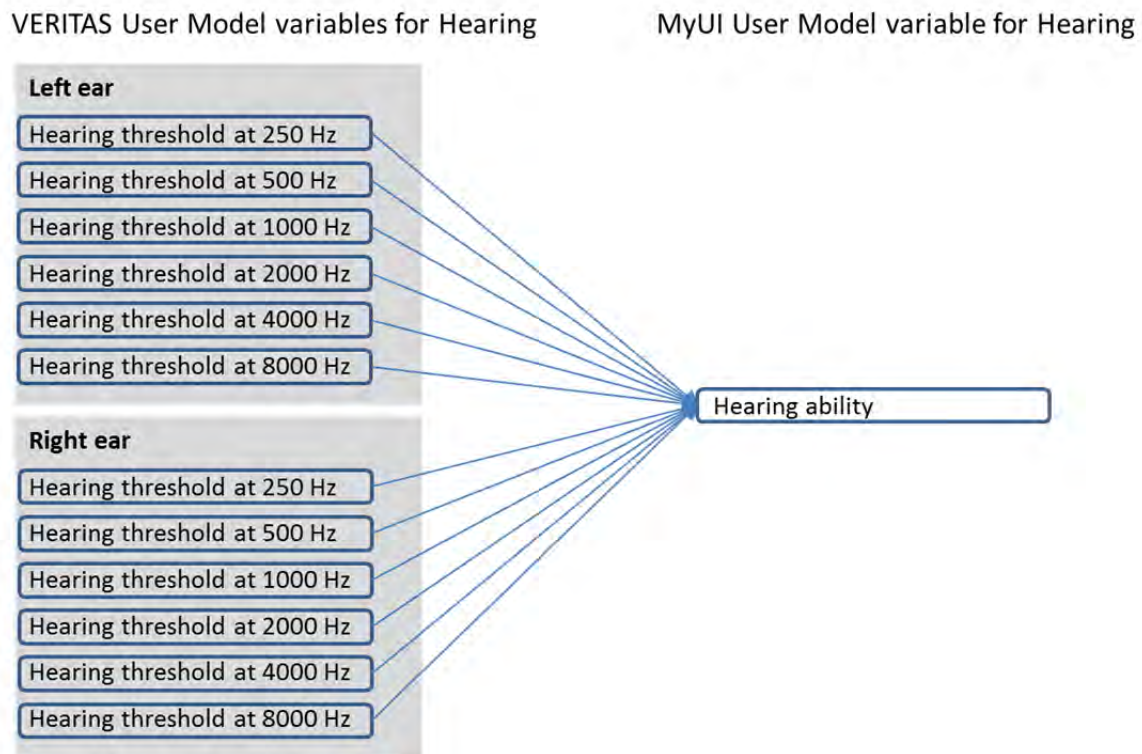 VERITAS User Model variables for Hearing
MyUI User Model variable for Hearing
Left ear
Hearing threshold at 250 Hz
Hearing threshold at 500 Hz
Hearing threshold at 1000 Hz
Hearing threshold at 2000 Hz
Hearing threshold at 4000 Hz
Hearing threshold at 8000 Hz
Hearing ability
Right ear
Hearing threshold at 250 Hz
Hearing threshold at 500 Hz
Hearing threshold at 1000 Hz
Hearing threshold at 2000 Hz
Hearing threshold at 4000 Hz
Hearing threshold at 8000 Hz